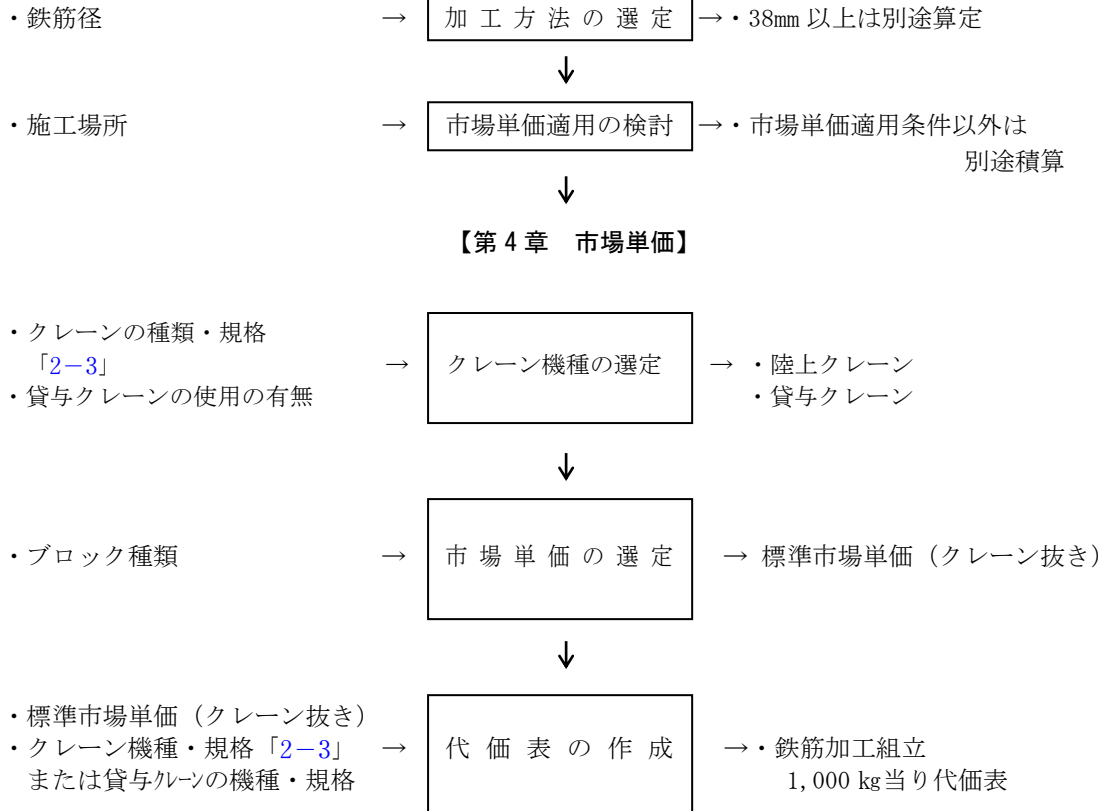 ・鉄筋径 → 加工方法の選定 →・38㎜以上は別途算定
↓
・施工場所 → 市場単価適用の検討 →・市場単価適用条件以外は
別途積算
↓
【第4章 市場単価】
・クレーンの種類・規格
「2-3」 → クレーン機種の選定 → ・陸上クレーン
・貸与クレーンの使用の有無 ・貸与クレーン
↓
・ブロック種類 → 市場単価の選定 → 標準市場単価（クレーン抜き）
↓
・標準市場単価（クレーン抜き）
・クレーン機種・規格「2-3」 → 代価表の作成 →・鉄筋加工組立
または貸与ｸﾚｰﾝの機種・規格 1,000㎏当り代価表